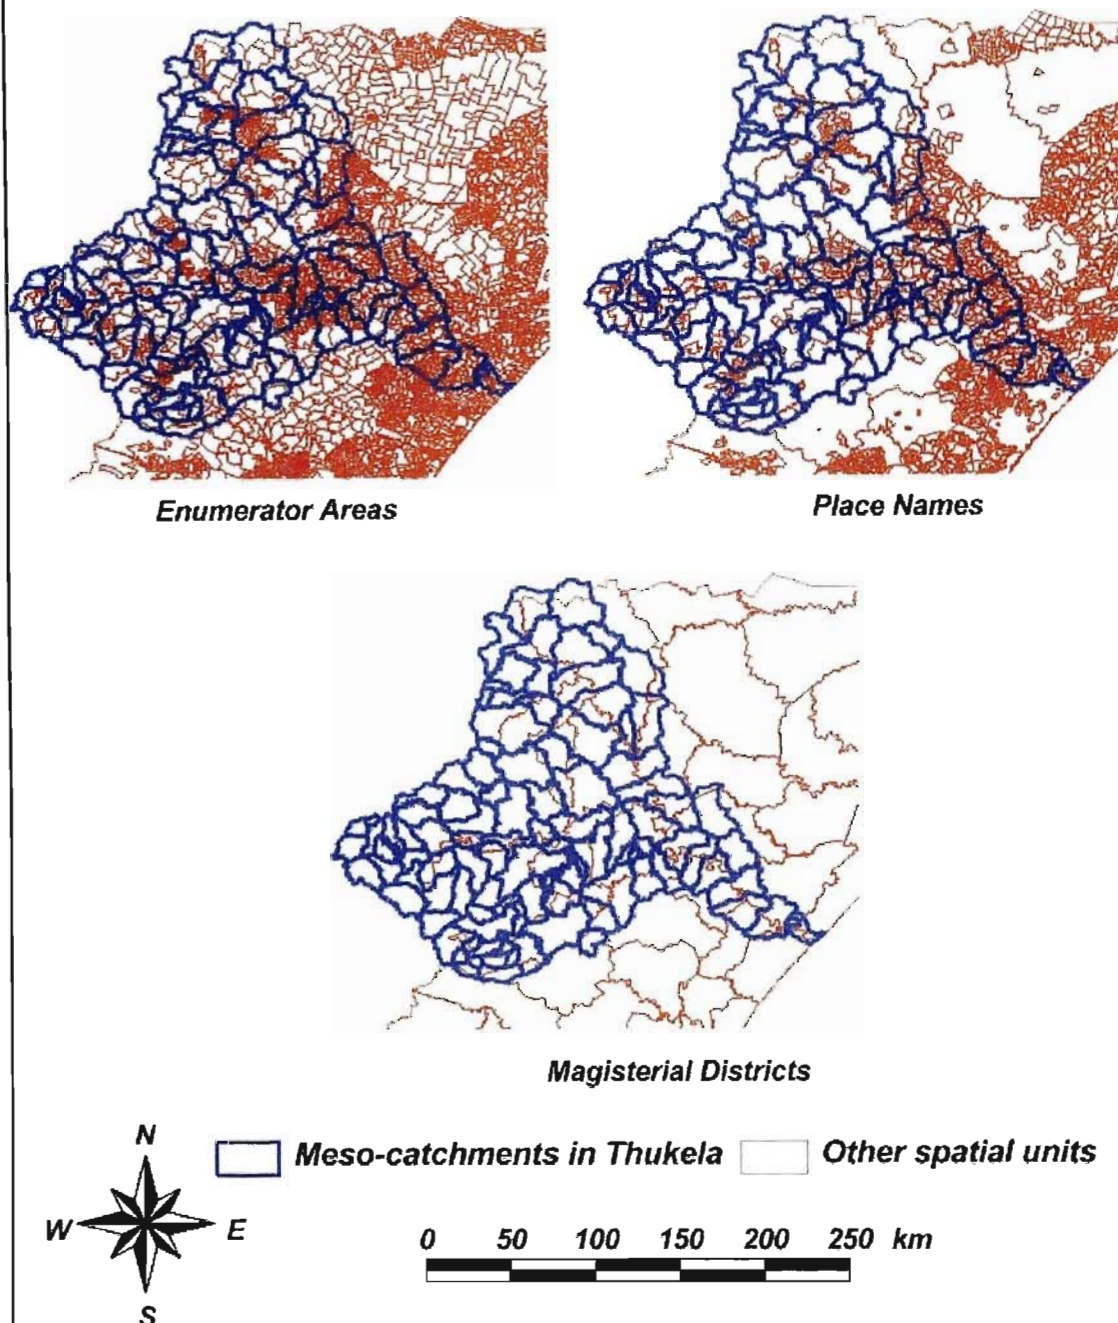 Enumerator Areas
Place Names
Magisterial Districts
N
Meso-catchments in Thukela
Other spatial units
W
E
S
0 50 100 150 200 250 km